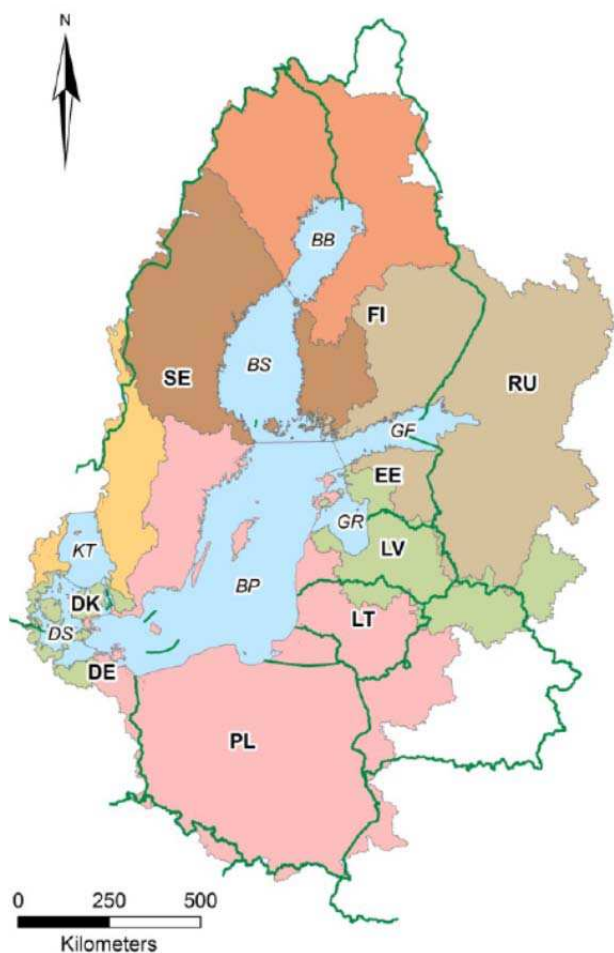 N
BB
FI
SE
BS
RU
GF
EE
GR
KT
LV
BP
DK
LT
DS
DE
PL
0 250 500
Kilometers